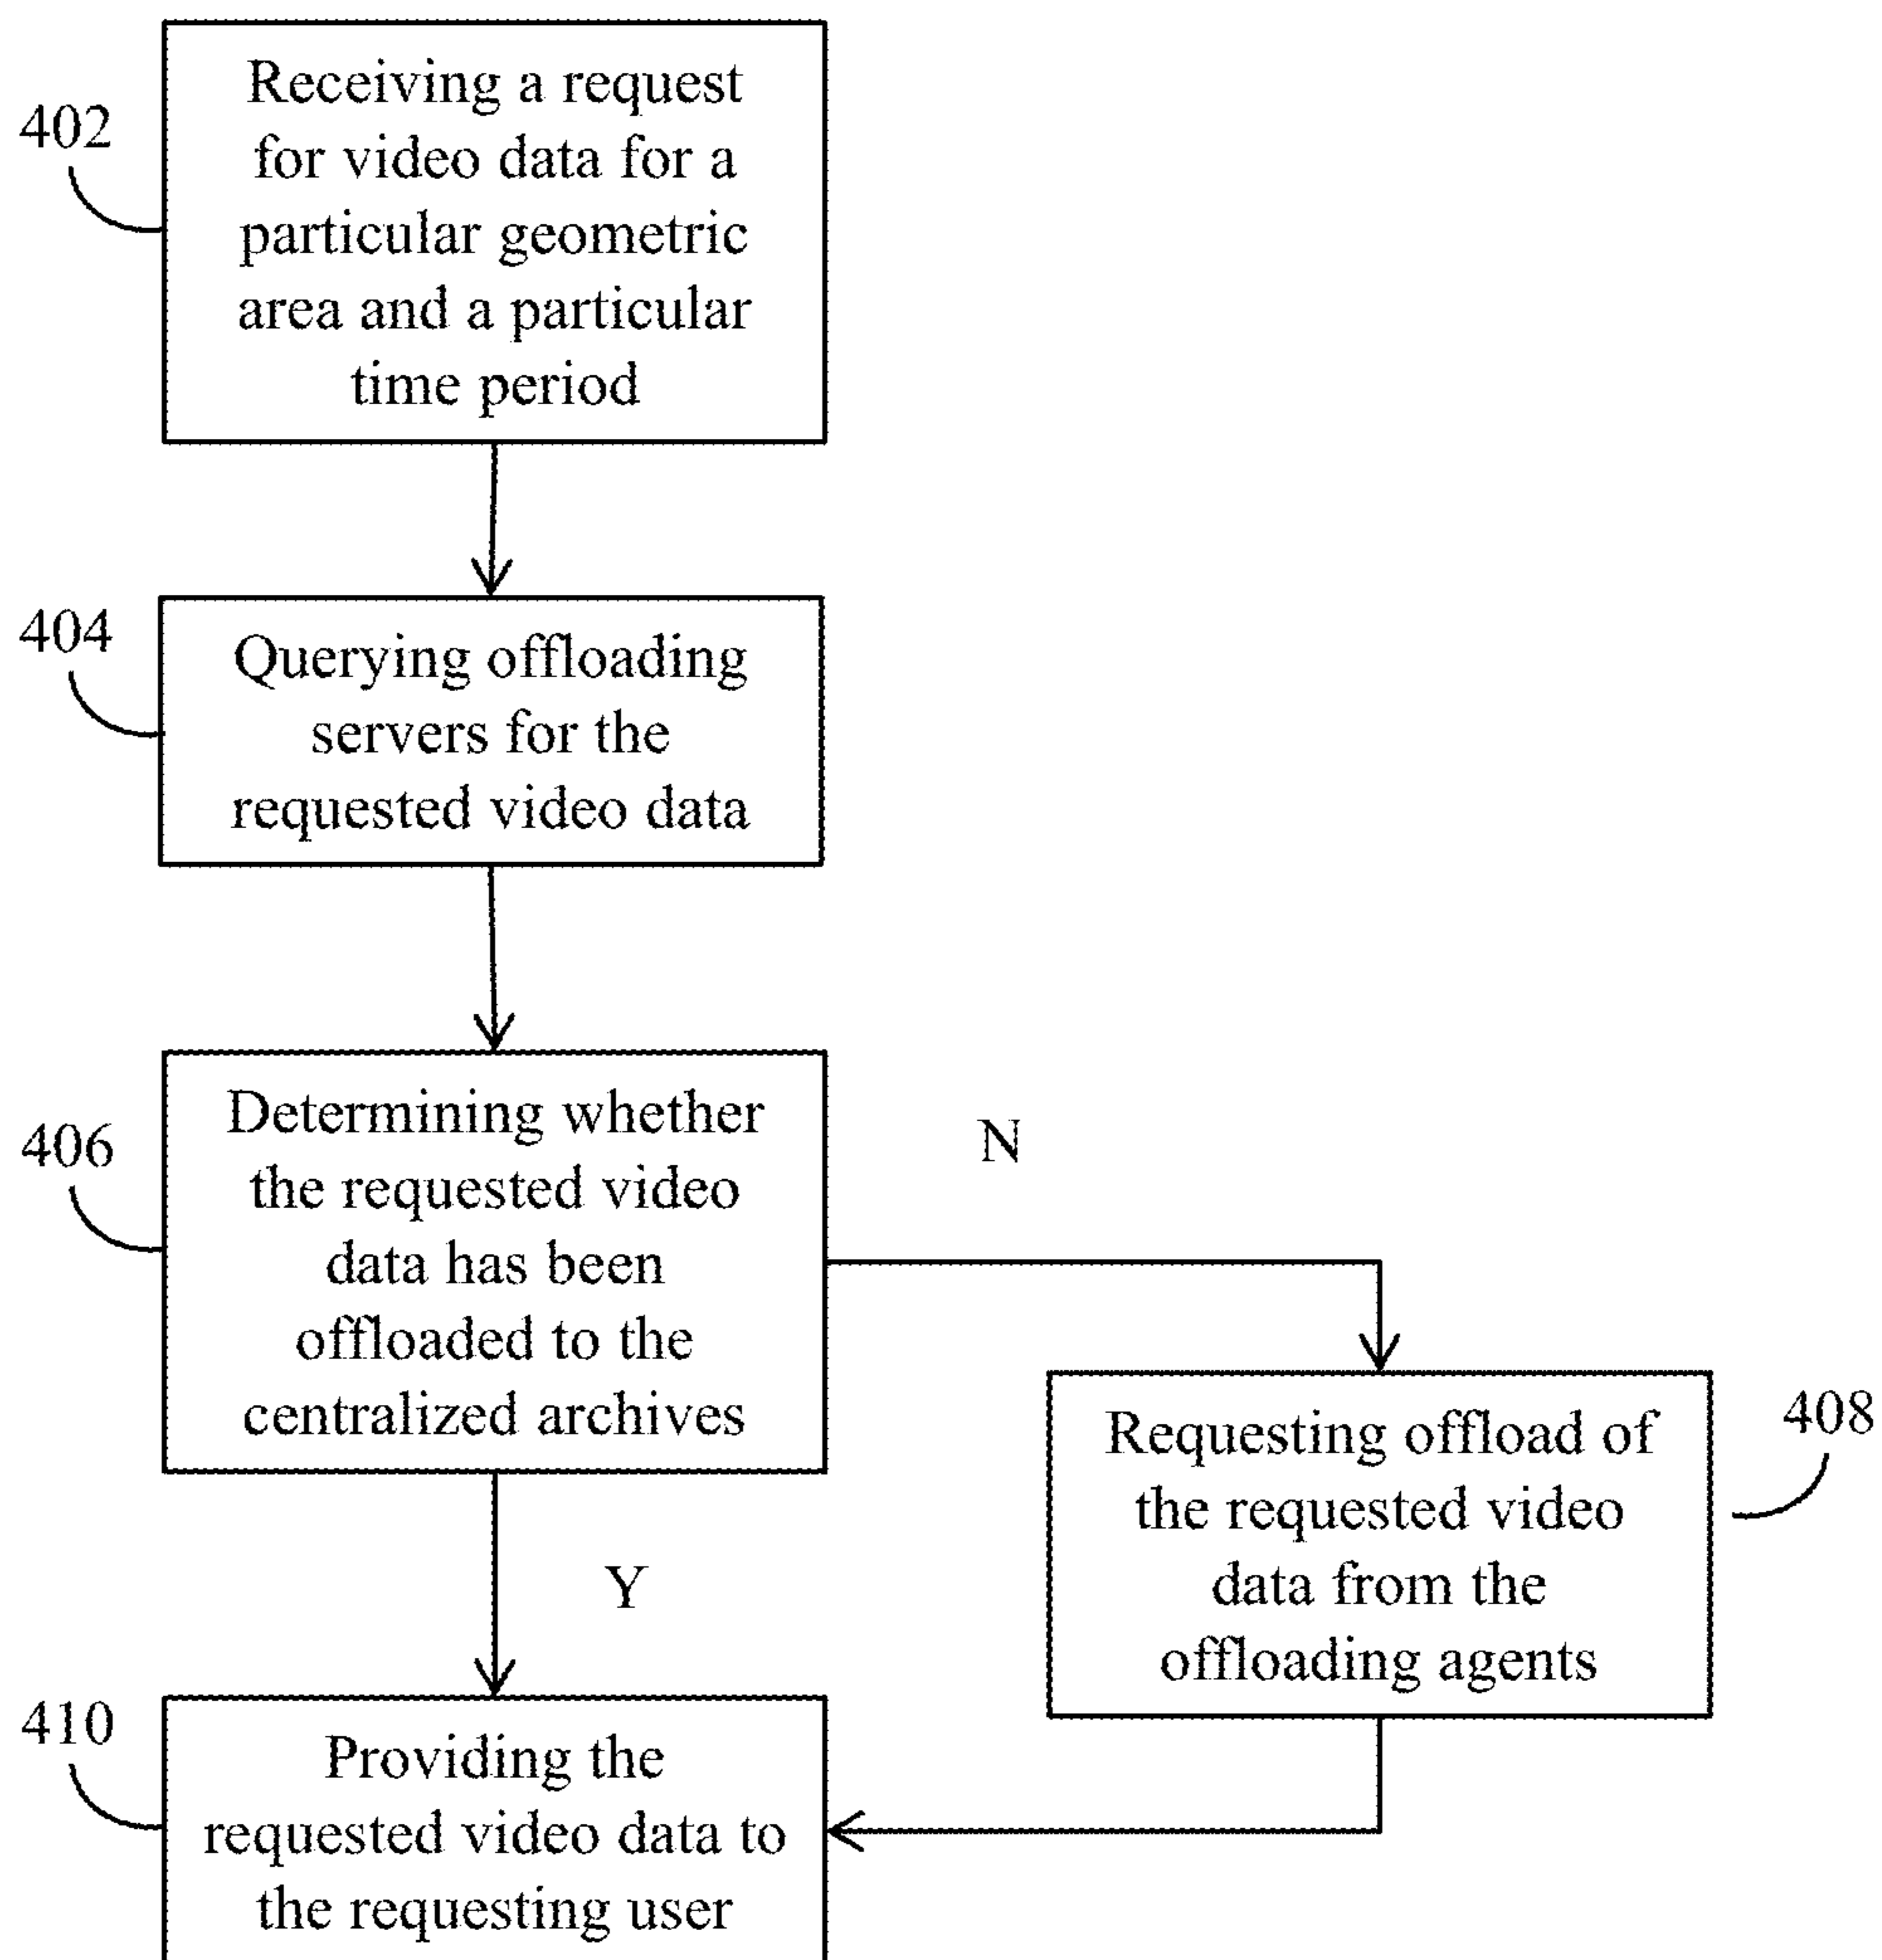 402
Receiving a request
for video data for a
particular geometric
area and a particular
time period
404
Querying offloading
servers for the
requested video data
406
Determining whether
the requested video
data has been
offloaded to the
centralized archives
N
Y
408
Requesting offload of
the requested video
data from the
offloading agents
410
Providing the
requested video data to
the requesting user